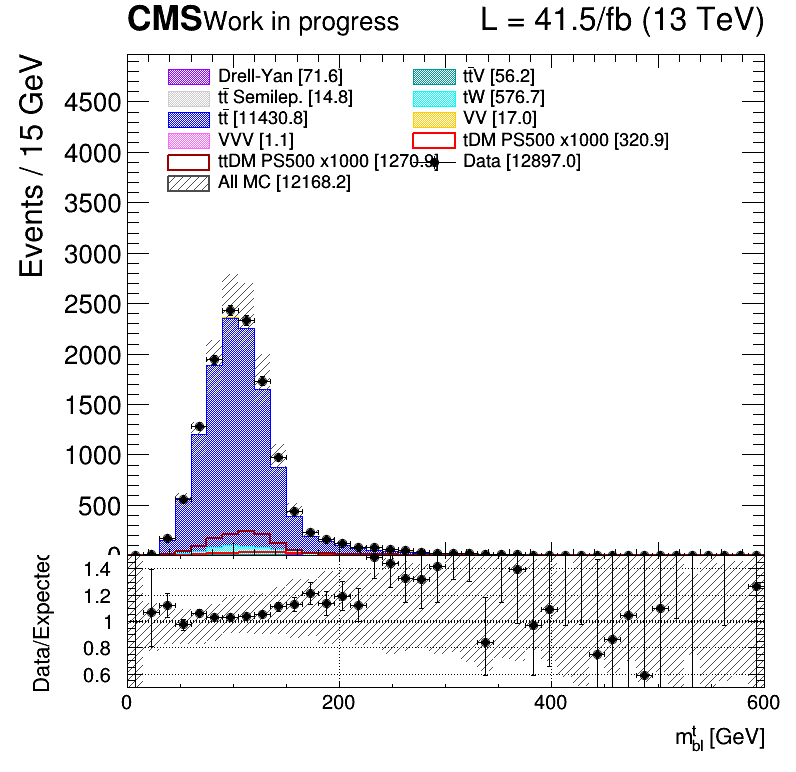 CMS Work in progress L = 41.5/fb (13 TeV)
Events / 15 GeV
Drell-Yan [71.6] tt̄V [56.2]
tt̄ Semilep. [14.8] tW [576.7]
tt̄ [11430.8] VV [17.0]
VVV [1.1] tDM PS500 x1000 [320.9]
ttDM PS500 x1000 [1270.9] Data [12897.0]
All MC [12168.2]
4500
4000
3500
3000
2500
2000
1500
1000
500
0
Data/Expected
1.4
1.2
1
0.8
0.6
0 200 400 600
m_bl^t [GeV]